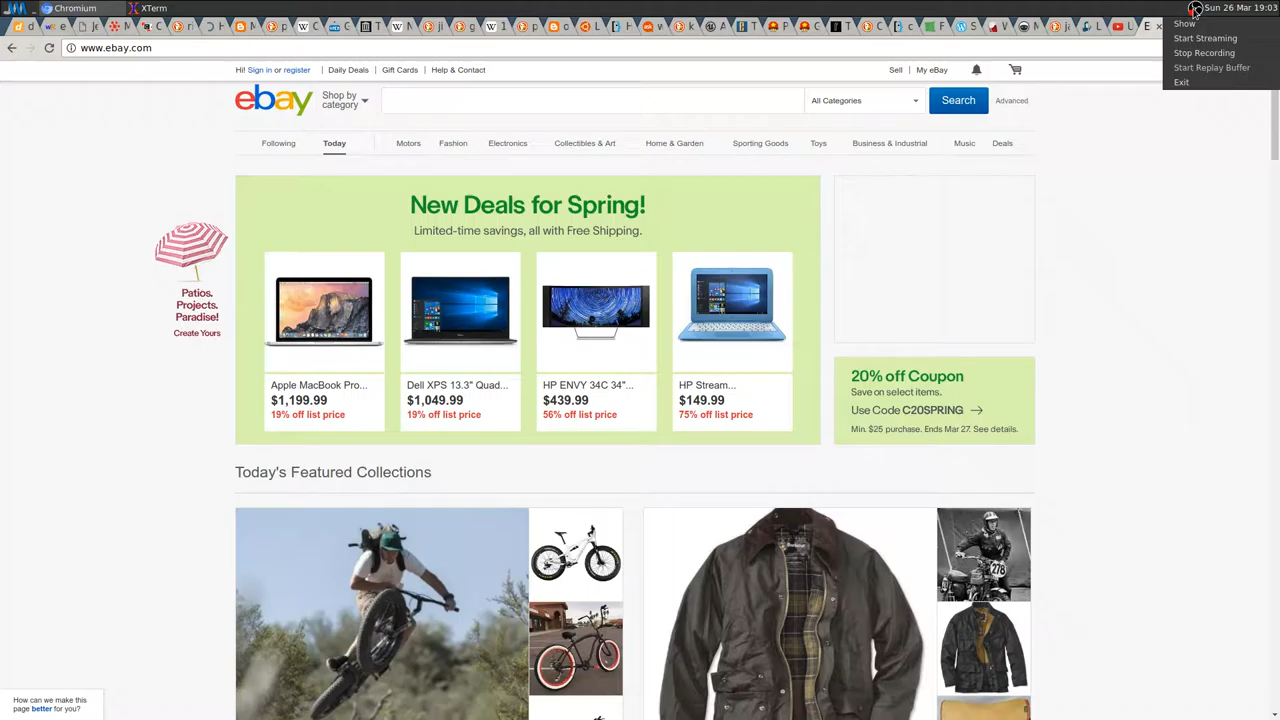 Chromium
XTerm
Sun 26 Mar 19:03
Show
Start Streaming
Stop Recording
Start Replay Buffer
Exit
www.ebay.com
Hi! Sign in or register
Daily Deals
Gift Cards
Help & Contact
Sell
My eBay
ebay
Shop by
category
All Categories
Search
Advanced
Following
Today
Motors
Fashion
Electronics
Collectibles & Art
Home & Garden
Sporting Goods
Toys
Business & Industrial
Music
Deals
New Deals for Spring!
Limited-time savings, all with Free Shipping.
Patios.
Projects.
Paradise!
Create Yours
Apple MacBook Pro...
$1,199.99
19% off list price
Dell XPS 13.3" Quad...
$1,049.99
19% off list price
HP ENVY 34C 34"...
$439.99
56% off list price
HP Stream...
$149.99
75% off list price
20% off Coupon
Save on select items.
Use Code C20SPRING
Min. $25 purchase. Ends Mar 27. See details.
Today's Featured Collections
278
How can we make this
page better for you?